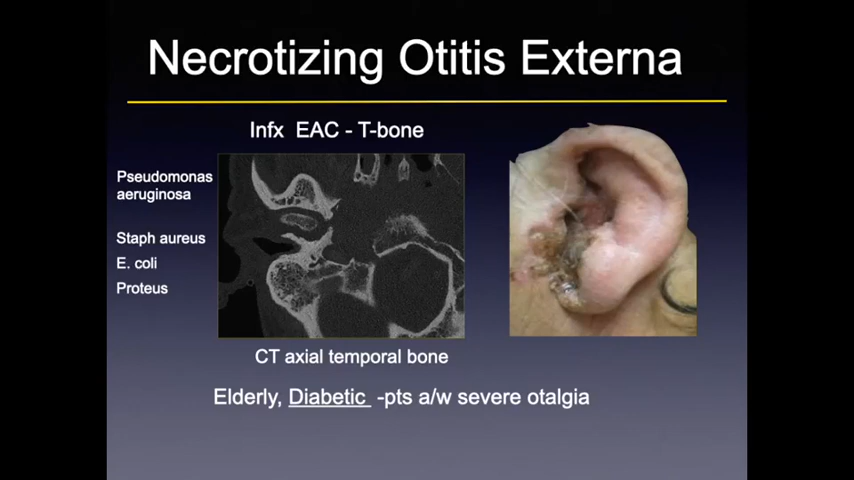 Necrotizing Otitis Externa
Infx EAC - T-bone
Pseudomonas
aeruginosa
Staph aureus
E. coli
Proteus
CT axial temporal bone
Elderly, Diabetic -pts a/w severe otalgia